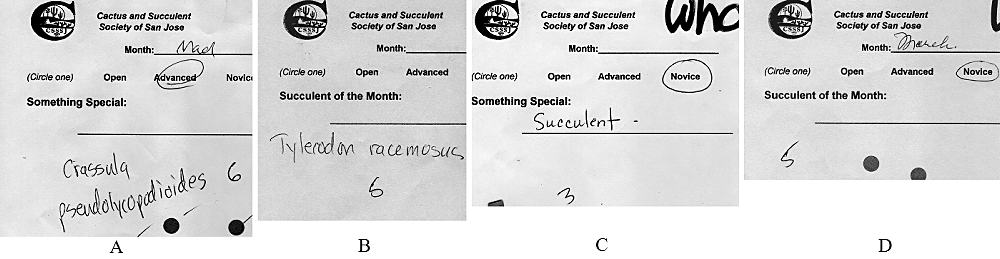 Cactus and Succulent
Society of San Jose
CSSSJ
Month:
(Circle one) Open Advanced Novice
Something Special:
Crassula
pseudolycopodioides 6
A
Cactus and Succulent
Society of San Jose
CSSSJ
Month:
(Circle one) Open Advanced
Succulent of the Month:
Tylecodon racemosus
6
B
Cactus and Succulent
Society of San Jose
Who
Month:
(Circle one) Open Advanced Novice
Something Special:
Succulent -
3
C
Cactus and Succulent
Society of San Jose
CSSSJ
Month: March.
(Circle one) Open Advanced Novice
Succulent of the Month:
5
D